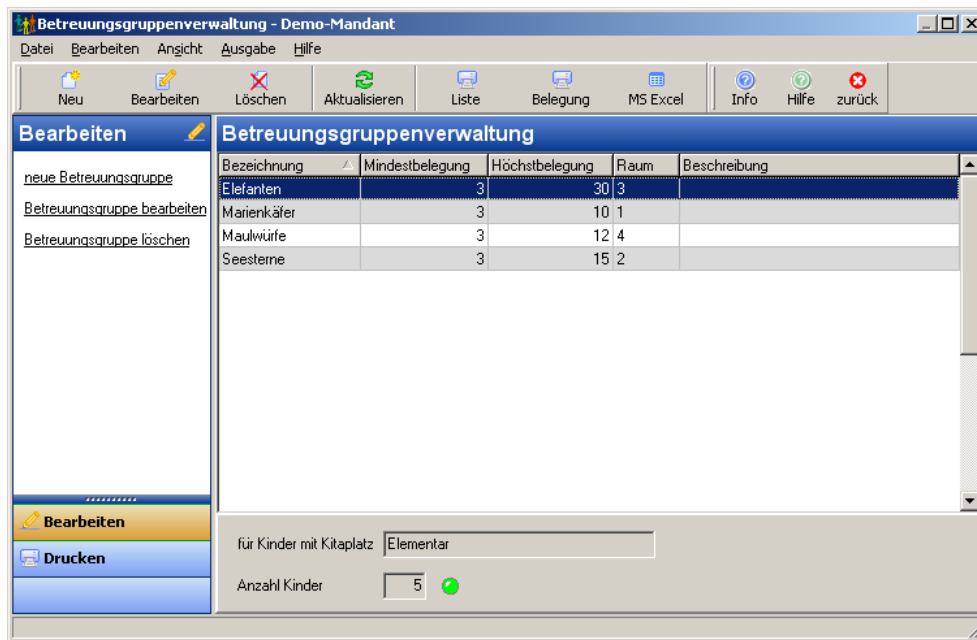 Betreuungsgruppenverwaltung - Demo-Mandant
Datei Bearbeiten Ansicht Ausgabe Hilfe
Neu Bearbeiten Löschen Aktualisieren Liste Belegung MS Excel Info Hilfe zurück
Bearbeiten
neue Betreuungsgruppe
Betreuungsgruppe bearbeiten
Betreuungsgruppe löschen
Bearbeiten
Drucken
Betreuungsgruppenverwaltung
Bezeichnung Mindestbelegung Höchstbelegung Raum Beschreibung
Elefanten 3 30 3
Marienkäfer 3 10 1
Maulwürfe 3 12 4
Seesterne 3 15 2
für Kinder mit Kitaplatz Elementar
Anzahl Kinder 5